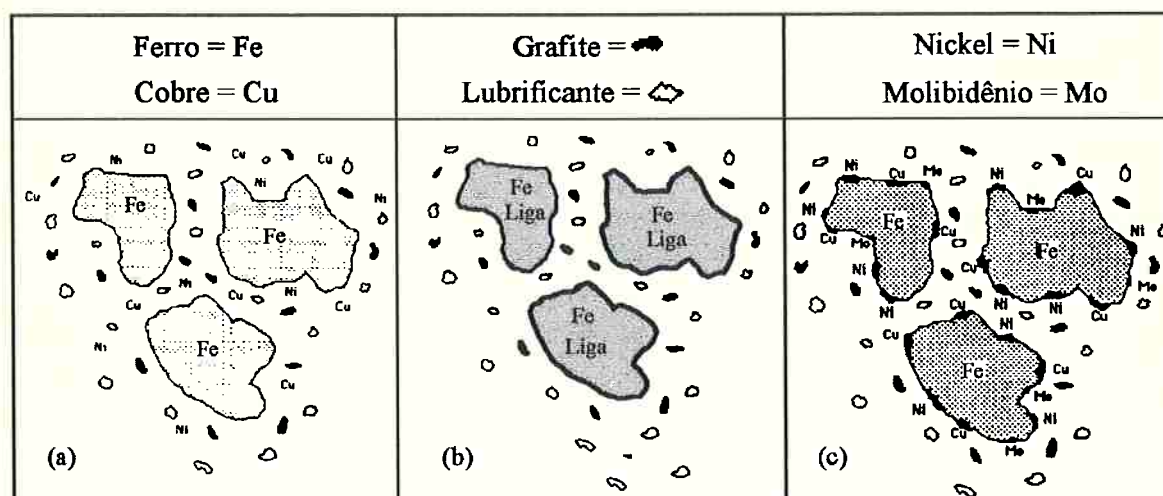 Ferro = Fe
Cobre = Cu
Grafite =
Lubrificante =
Nickel = Ni
Molibidênio = Mo
Cu
Cu
Ni
Cu
Ni
Fe
Fe
Cu
Ni
Cu
Cu
Fe
Cu
Ni
(a)
Fe
Liga
Fe
Liga
Fe
Liga
(b)
Ni
Cu
Mo
Ni
Cu
Ni
Mo
Fe
Cu
Ni
Cu
Mo
Fe
Ni
Cu
Mo
Ni
Ni
Ni
Cu
Ni
Cu
Cu
Fe
Cu
Mo
Ni
Ni
Cu
Mo
(c)